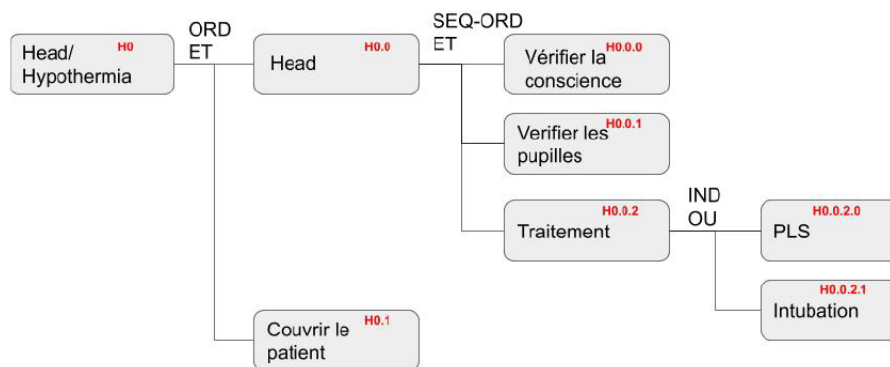 Head/
Hypothermia
H0
ORD
ET
Head
H0.0
SEQ-ORD
ET
Vérifier la
conscience
H0.0.0
Verifier les
pupilles
H0.0.1
Traitement
H0.0.2
IND
OU
PLS
H0.0.2.0
Intubation
H0.0.2.1
Couvrir le
patient
H0.1